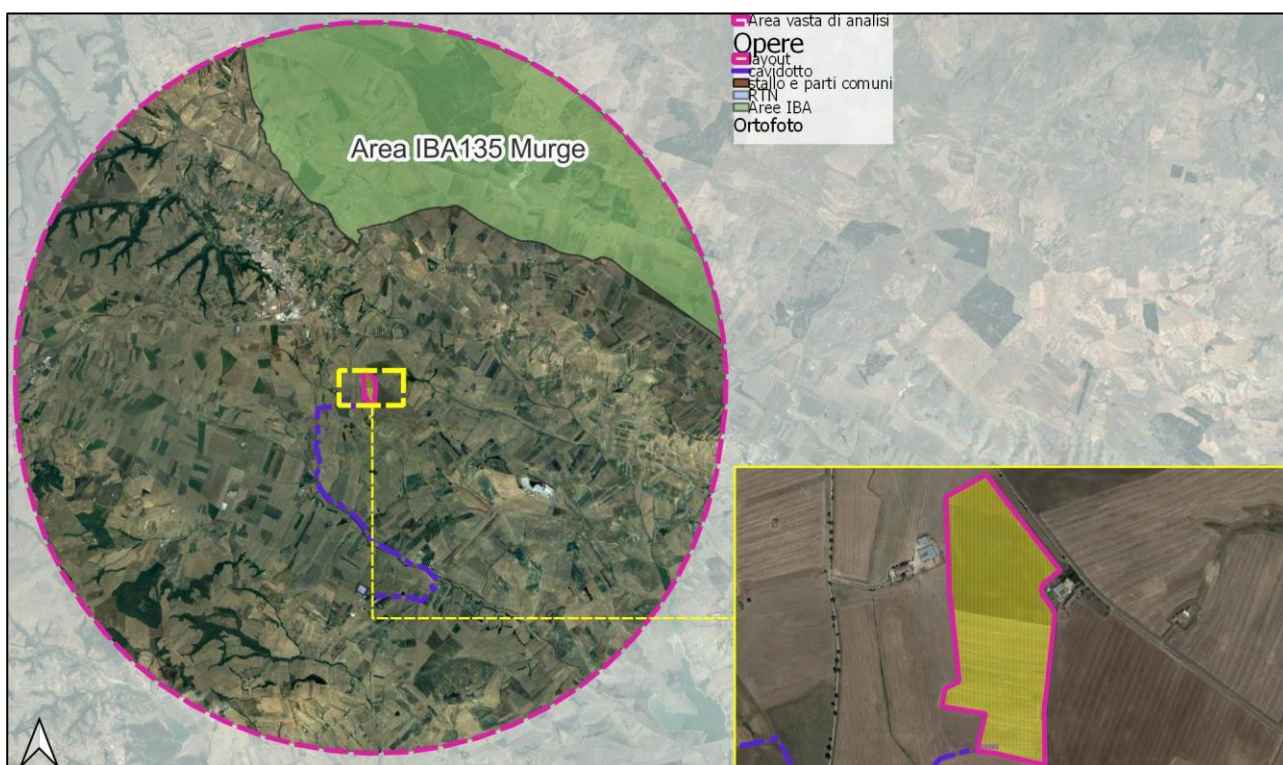 Area vasta di analisi
Opere
layout
cavidotto
stallo e parti comuni
RTN
Aree IBA
Ortofoto
Area IBA135 Murge